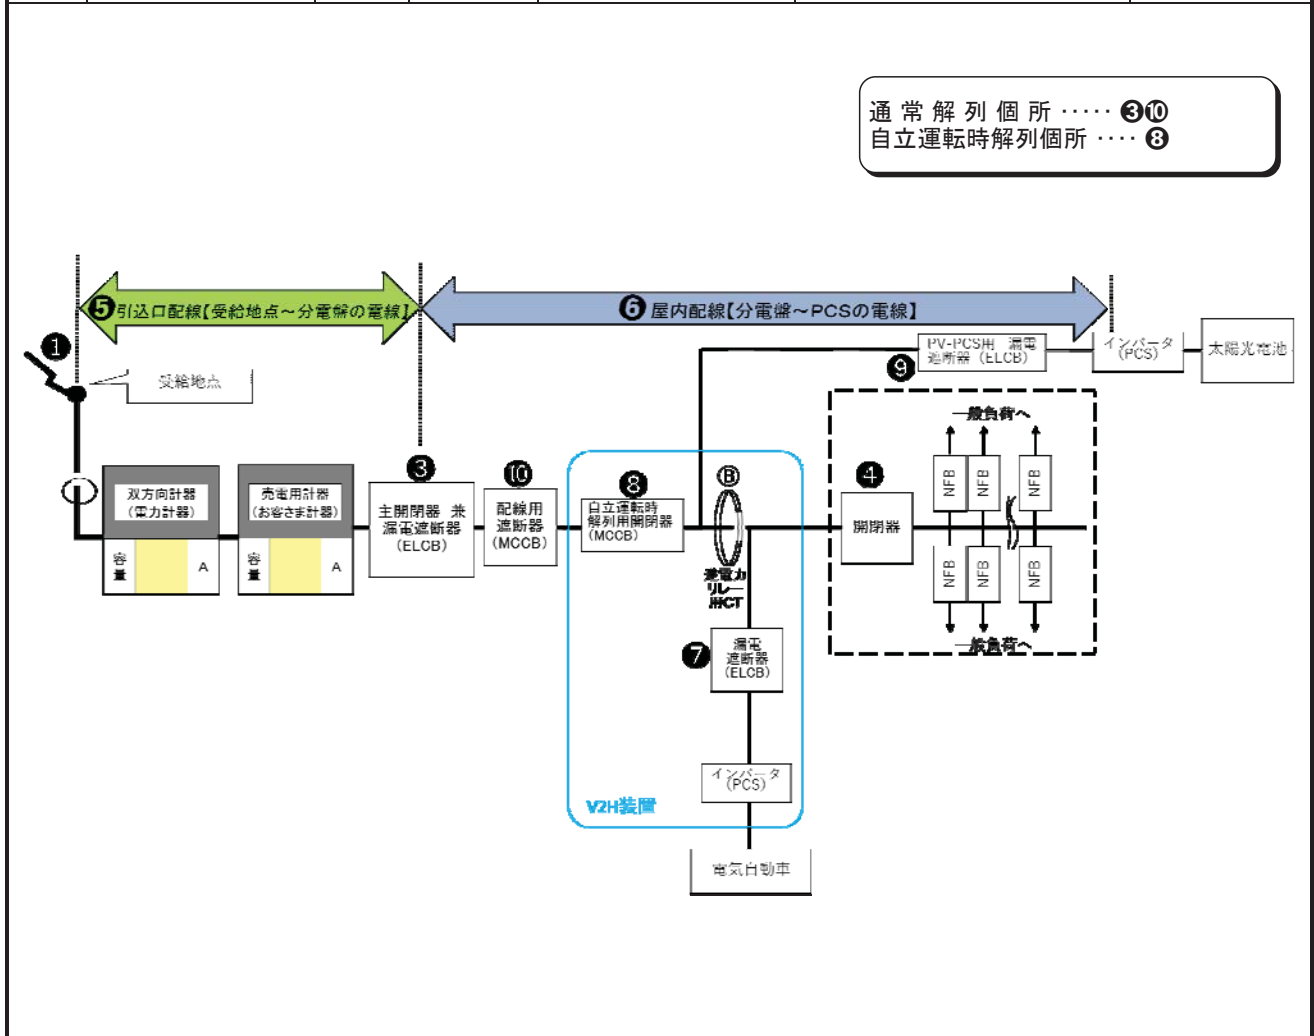 通常解列個所 ····· ❸❿
自立運転時解列個所 ···· ❽
❺引込口配線【受給地点～分電盤の電線】
❻屋内配線【分電盤～PCSの電線】
❶
受給地点
PV-PCS用 漏電
遮断器(ELCB)
❾
インバータ
(PCS)
太陽光電池
双方向計器
(電力計器)
容
量
A
売電用計器
(お客さま計器)
容
量
A
❸
主開閉器 兼
漏電遮断器
(ELCB)
❿
配線用
遮断器
(MCCB)
❽
自立運転時
解列用開閉器
(MCCB)
Ⓑ
逆電力
リレー
用CT
❹
開閉器
一般負荷へ
NFB
NFB
NFB
NFB
NFB
NFB
一般負荷へ
❼
漏電
遮断器
(ELCB)
インバータ
(PCS)
V2H装置
電気自動車